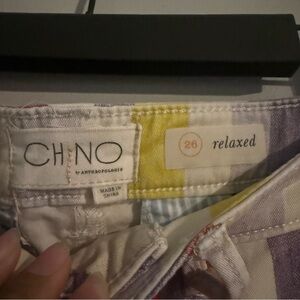 CHINO
by ANTHROPOLOGIE
MADE IN
CHINA
26
relaxed